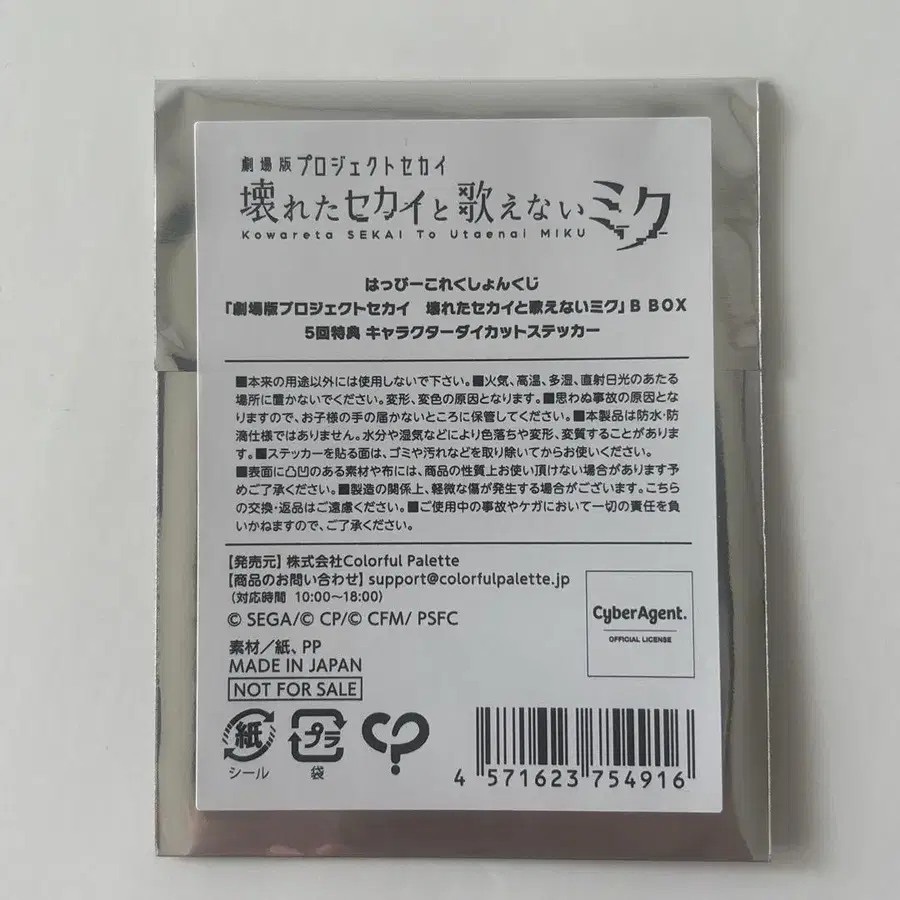 劇場版 プロジェクトセカイ
壊れたセカイと歌えないミク
Kowareta SEKAI To Utaenai MIKU
はっぴーこれくしょんくじ
「劇場版プロジェクトセカイ　壊れたセカイと歌えないミク」B BOX
5回特典 キャラクターダイカットステッカー
■本来の用途以外には使用しないで下さい。■火気、高温、多湿、直射日光のあたる
場所に置かないでください。変形、変色の原因となります。■思わぬ事故の原因とな
りますので、お子様の手の届かないところに保管してください。■本製品は防水・防
滴仕様ではありません。水分や湿気などにより色落ちや変形、変質することがありま
す。■ステッカーを貼る面は、ゴミや汚れなどを取り除いてからお使いください。
■表面に凸凹のある素材や布には、商品の性質上お使い頂けない場合があります予
めご了承ください。■製造の関係上、軽微な傷が発生する場合がございます。こちら
の交換・返品はご遠慮ください。■ご使用中の事故やケガにおいて一切の責任を負
いかねますので、ご了承ください。
【発売元】株式会社Colorful Palette
【商品のお問い合わせ】support@colorfulpalette.jp
(対応時間 10:00～18:00)
© SEGA/© CP/© CFM/ PSFC
CyberAgent.
OFFICIAL LICENSE
素材／紙、PP
MADE IN JAPAN
NOT FOR SALE
紙
シール
プラ
袋
4 571623 754916